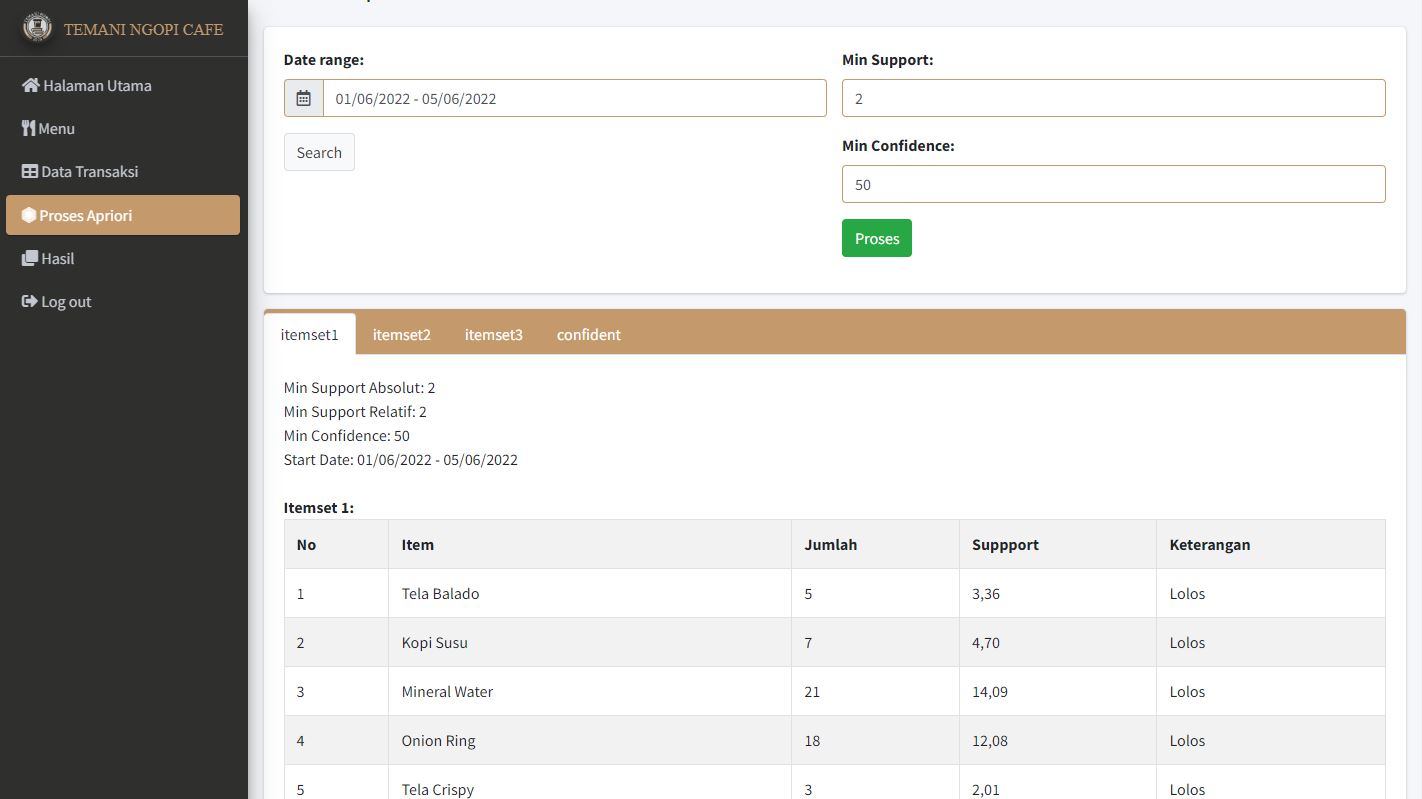 TEMANI NGOPI CAFE
Halaman Utama
Menu
Data Transaksi
Proses Apriori
Hasil
Log out
Date range:
01/06/2022 - 05/06/2022
Search
Min Support:
2
Min Confidence:
50
Proses
itemset1 itemset2 itemset3 confident
Min Support Absolut: 2
Min Support Relatif: 2
Min Confidence: 50
Start Date: 01/06/2022 - 05/06/2022
Itemset 1:
No Item Jumlah Suppport Keterangan
1 Tela Balado 5 3,36 Lolos
2 Kopi Susu 7 4,70 Lolos
3 Mineral Water 21 14,09 Lolos
4 Onion Ring 18 12,08 Lolos
5 Tela Crispy 3 2,01 Lolos